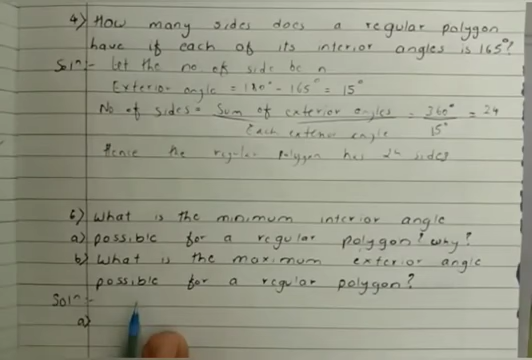 4) How many sides does a regular polygon
have if each of its interior angles is 165°?
Solⁿ:- Let the no of side be n
Exterior angle = 180° - 165° = 15°
No of sides = Sum of exterior angles / Each exterior angle = 360° / 15° = 24
Hence the regular polygon has 24 sides
6) What is the minimum interior angle
a) possible for a regular polygon? why?
b) What is the maximum exterior angle
possible for a regular polygon?
Solⁿ:-
a)